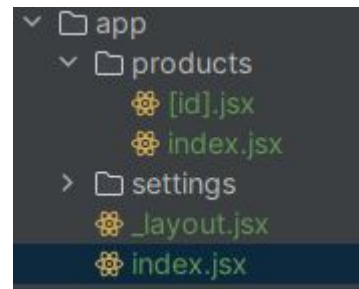 app
products
[id].jsx
index.jsx
settings
_layout.jsx
index.jsx